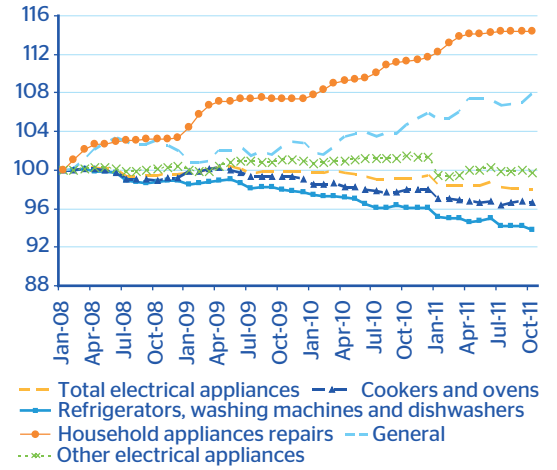 116
112
108
104
100
96
92
88
Jan-08
Apr-08
Jul-08
Oct-08
Jan-09
Apr-09
Jul-09
Oct-09
Jan-10
Apr-10
Jul-10
Oct-10
Jan-11
Apr-11
Jul-11
Oct-11
Total electrical appliances Cookers and ovens
Refrigerators, washing machines and dishwashers
Household appliances repairs General
Other electrical appliances